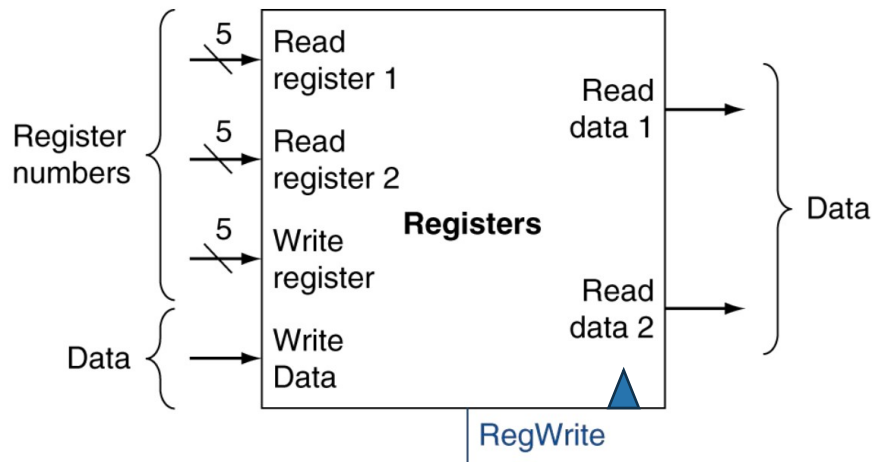 Register
numbers
5
Read
register 1
5
Read
register 2
5
Write
register
Data
Write
Data
Registers
Read
data 1
Read
data 2
Data
RegWrite